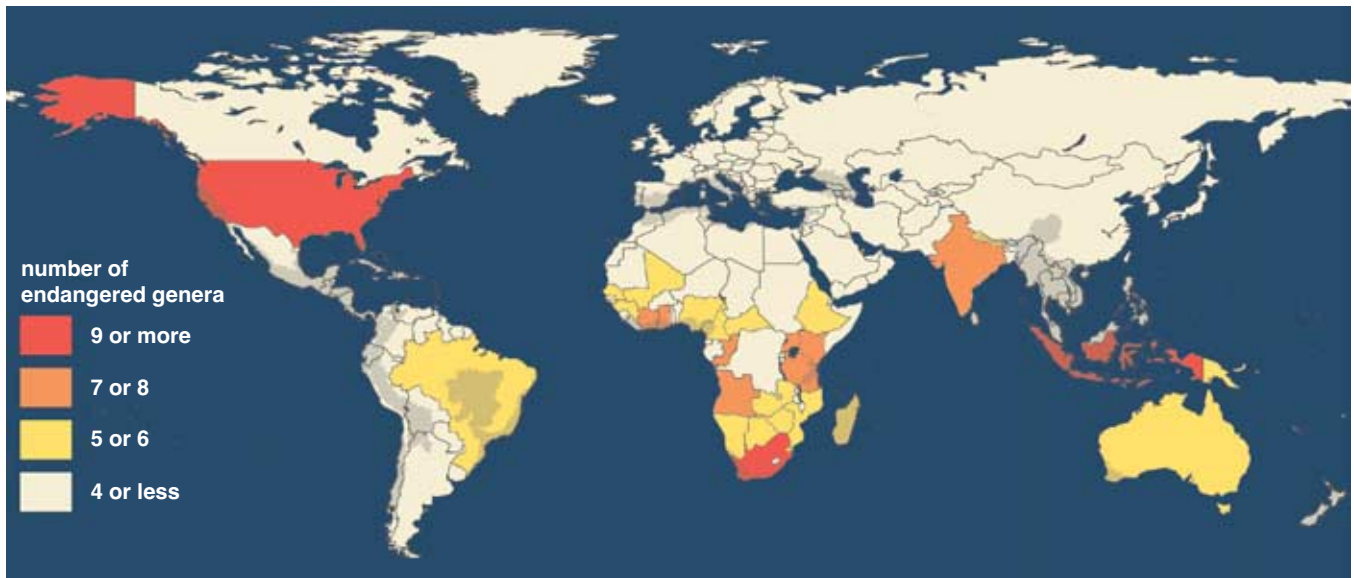 number of
endangered genera
9 or more
7 or 8
5 or 6
4 or less